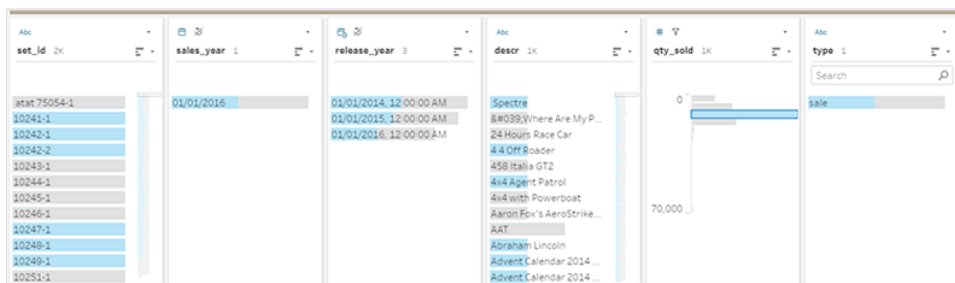 Abc
set_id 2K
atat 75054-1
10241-1
10242-1
10242-2
10243-1
10244-1
10245-1
10246-1
10247-1
10248-1
10249-1
10251-1
sales_year 1
01/01/2016
release_year 3
01/01/2014, 12:00:00 AM
01/01/2015, 12:00:00 AM
01/01/2016, 12:00:00 AM
Abc
descr 1K
Spectre
&#039;Where Are My P...
24 Hours Race Car
4 4 Off Roader
458 Italia GT2
4x4 Agent Patrol
4x4 with Powerboat
Aaron Fox's AeroStrike...
AAT
Abraham Lincoln
Advent Calendar 2014 ...
Advent Calendar 2014 ...
#
qty_sold 1K
0
70,000
Abc
type 1
Search
sale